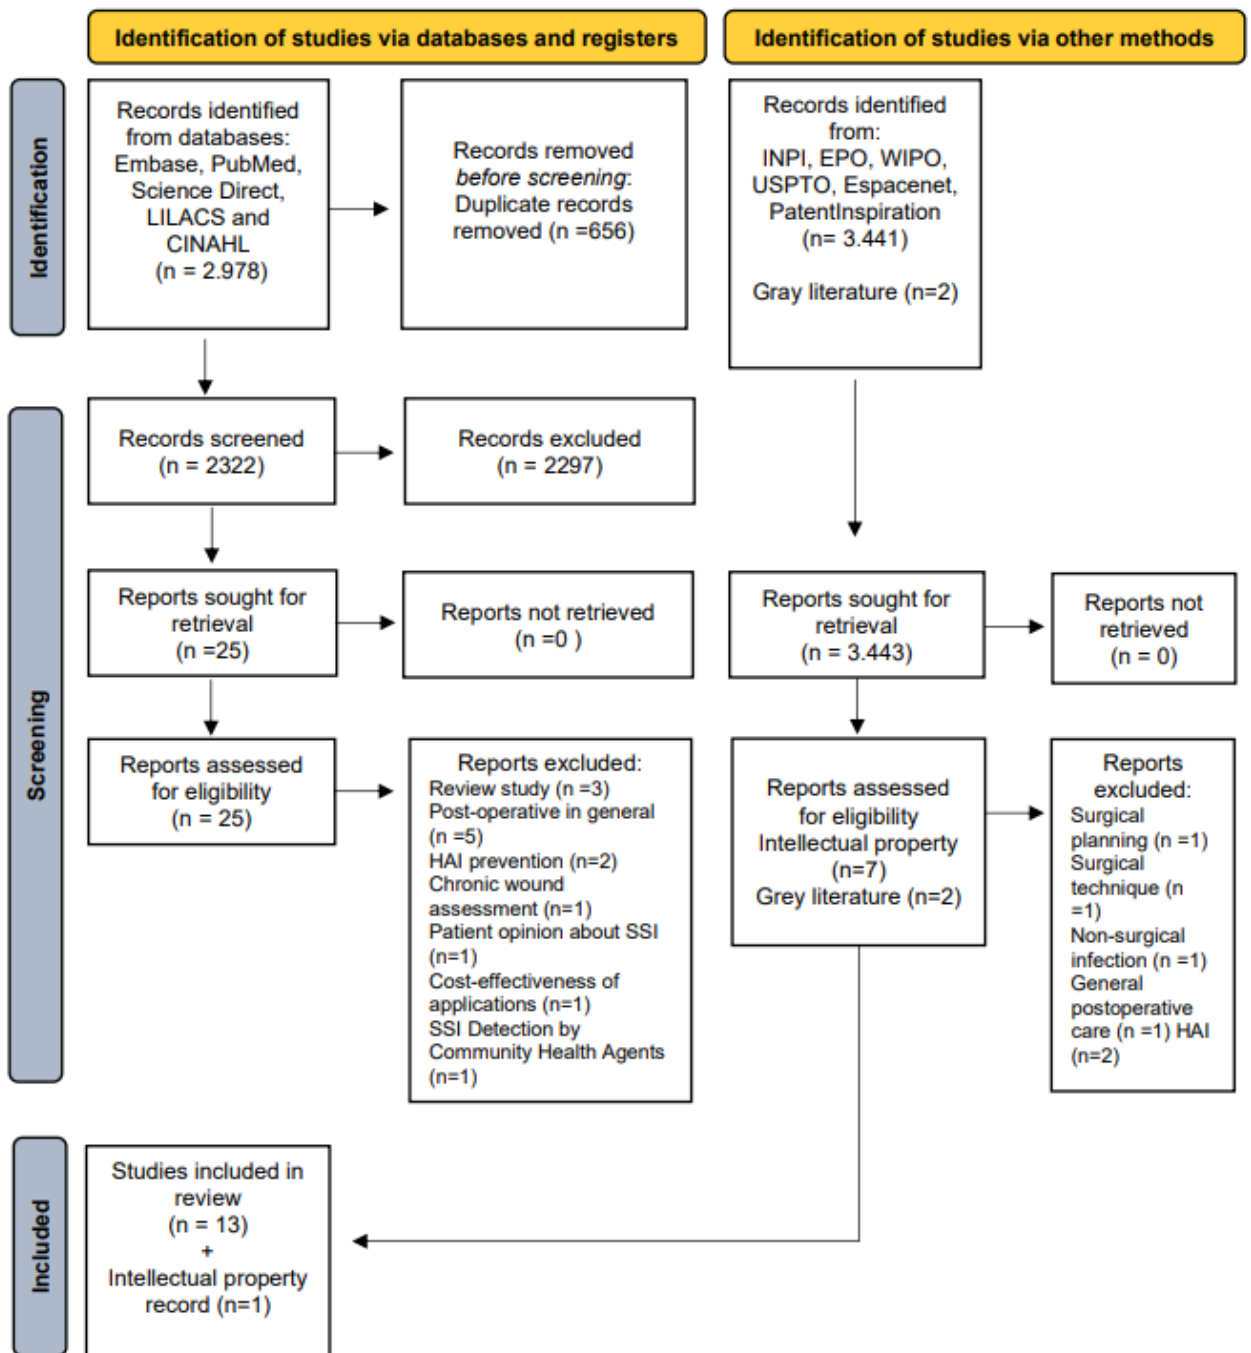 Identification of studies via databases and registers
Identification of studies via other methods
Identification
Records identified
from databases:
Embase, PubMed,
Science Direct,
LILACS and
CINAHL
(n = 2.978)
Records removed
before screening:
Duplicate records
removed (n =656)
Records identified
from:
INPI, EPO, WIPO,
USPTO, Espacenet,
PatentInspiration
(n= 3.441)
Gray literature (n=2)
Screening
Records screened
(n = 2322)
Records excluded
(n = 2297)
Reports sought for
retrieval
(n =25)
Reports not retrieved
(n =0 )
Reports sought for
retrieval
(n = 3.443)
Reports not
retrieved
(n = 0)
Reports assessed
for eligibility
(n = 25)
Reports excluded:
Review study (n =3)
Post-operative in general
(n =5)
HAI prevention (n=2)
Chronic wound
assessment (n=1)
Patient opinion about SSI
(n=1)
Cost-effectiveness of
applications (n=1)
SSI Detection by
Community Health Agents
(n=1)
Reports assessed
for eligibility
Intellectual property
(n=7)
Grey literature (n=2)
Reports
excluded:
Surgical
planning (n =1)
Surgical
technique (n
=1)
Non-surgical
infection (n =1)
General
postoperative
care (n =1) HAI
(n=2)
Included
Studies included in
review
(n = 13)
+
Intellectual property
record (n=1)